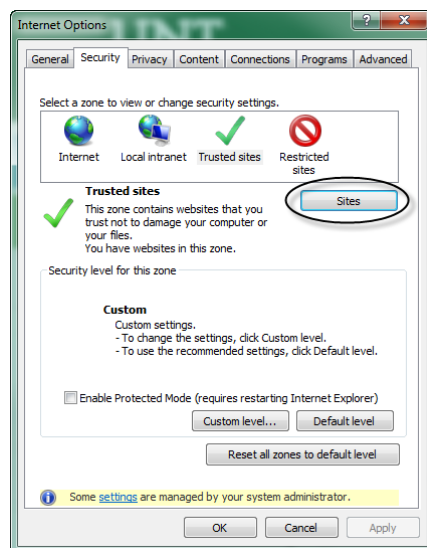 Internet Options
General Security Privacy Content Connections Programs Advanced
Select a zone to view or change security settings.
Internet Local intranet Trusted sites Restricted
sites
Trusted sites
Sites
This zone contains websites that you
trust not to damage your computer or
your files.
You have websites in this zone.
Security level for this zone
Custom
Custom settings.
- To change the settings, click Custom level.
- To use the recommended settings, click Default level.
Enable Protected Mode (requires restarting Internet Explorer)
Custom level... Default level
Reset all zones to default level
Some settings are managed by your system administrator.
OK Cancel Apply